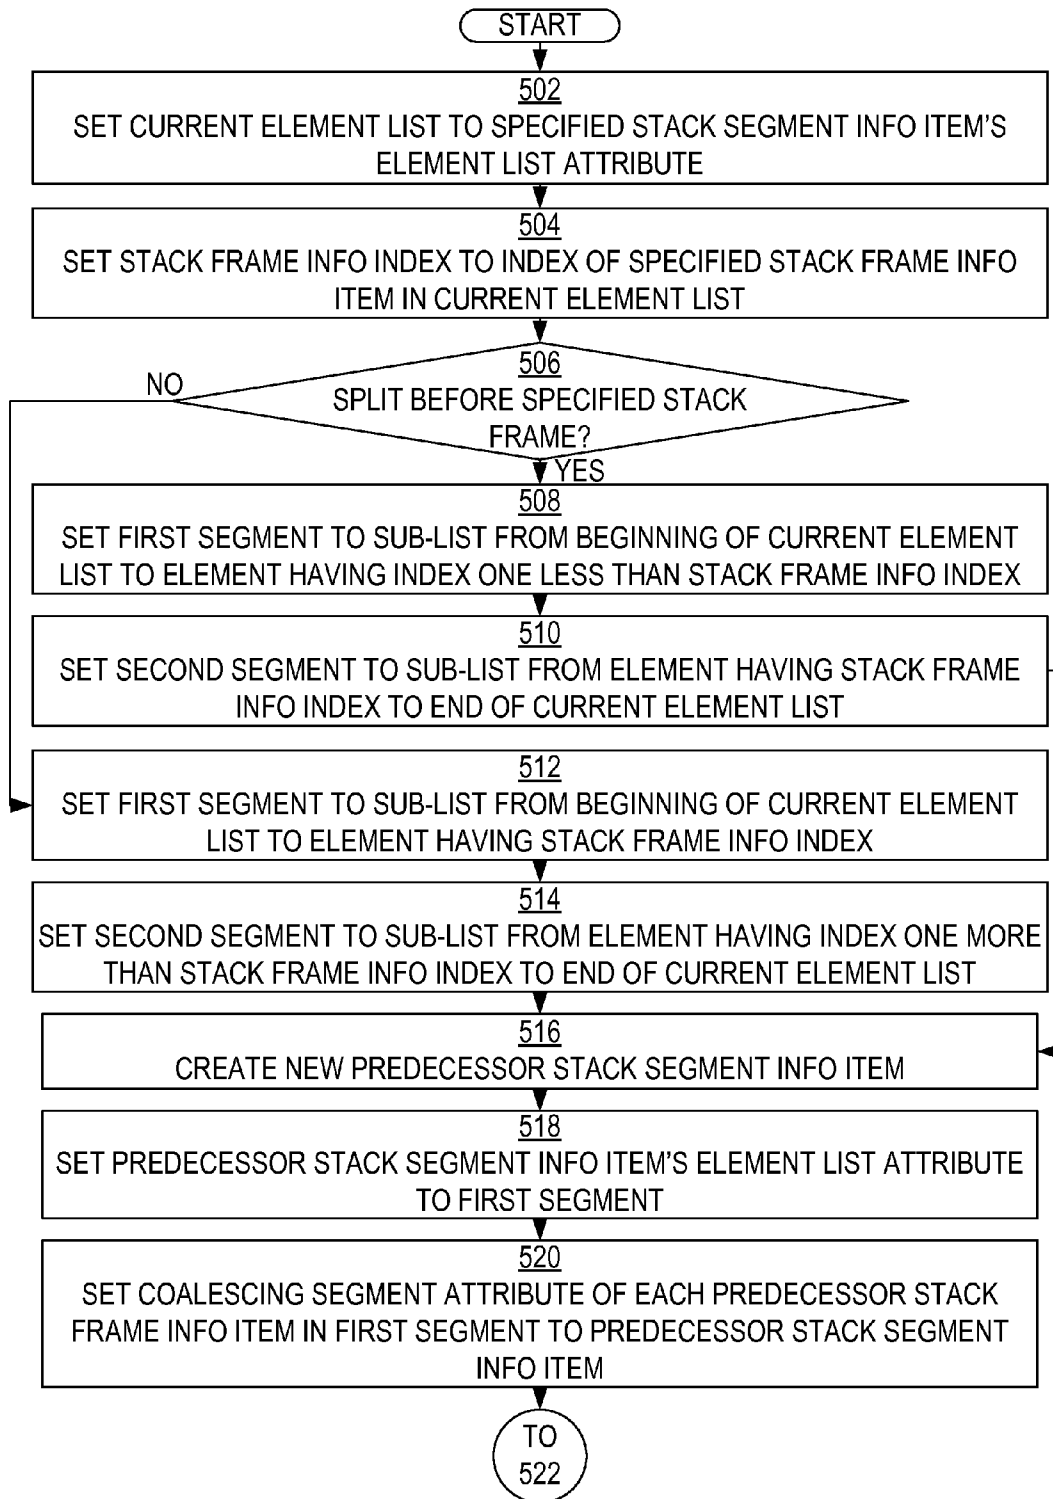 START
502
SET CURRENT ELEMENT LIST TO SPECIFIED STACK SEGMENT INFO ITEM'S
ELEMENT LIST ATTRIBUTE
504
SET STACK FRAME INFO INDEX TO INDEX OF SPECIFIED STACK FRAME INFO
ITEM IN CURRENT ELEMENT LIST
506
NO
SPLIT BEFORE SPECIFIED STACK
FRAME?
YES
508
SET FIRST SEGMENT TO SUB-LIST FROM BEGINNING OF CURRENT ELEMENT
LIST TO ELEMENT HAVING INDEX ONE LESS THAN STACK FRAME INFO INDEX
510
SET SECOND SEGMENT TO SUB-LIST FROM ELEMENT HAVING STACK FRAME
INFO INDEX TO END OF CURRENT ELEMENT LIST
512
SET FIRST SEGMENT TO SUB-LIST FROM BEGINNING OF CURRENT ELEMENT
LIST TO ELEMENT HAVING STACK FRAME INFO INDEX
514
SET SECOND SEGMENT TO SUB-LIST FROM ELEMENT HAVING INDEX ONE MORE
THAN STACK FRAME INFO INDEX TO END OF CURRENT ELEMENT LIST
516
CREATE NEW PREDECESSOR STACK SEGMENT INFO ITEM
518
SET PREDECESSOR STACK SEGMENT INFO ITEM'S ELEMENT LIST ATTRIBUTE
TO FIRST SEGMENT
520
SET COALESCING SEGMENT ATTRIBUTE OF EACH PREDECESSOR STACK
FRAME INFO ITEM IN FIRST SEGMENT TO PREDECESSOR STACK SEGMENT
INFO ITEM
TO
522